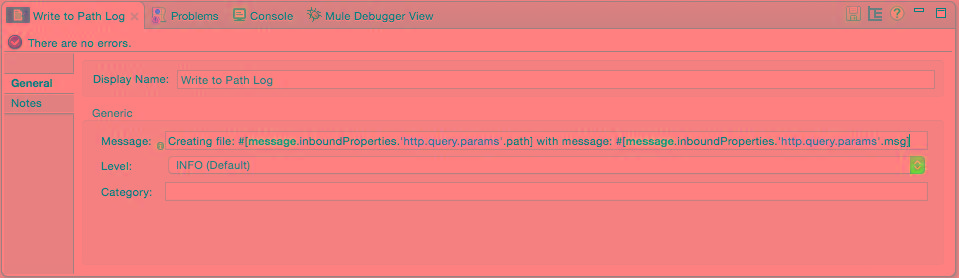 Write to Path Log Problems Console Mule Debugger View
There are no errors.
General
Notes
Display Name: Write to Path Log
Generic
Message: Creating file: #[message.inboundProperties.'http.query.params'.path] with message: #[message.inboundProperties.'http.query.params'.msg]
Level: INFO (Default)
Category: